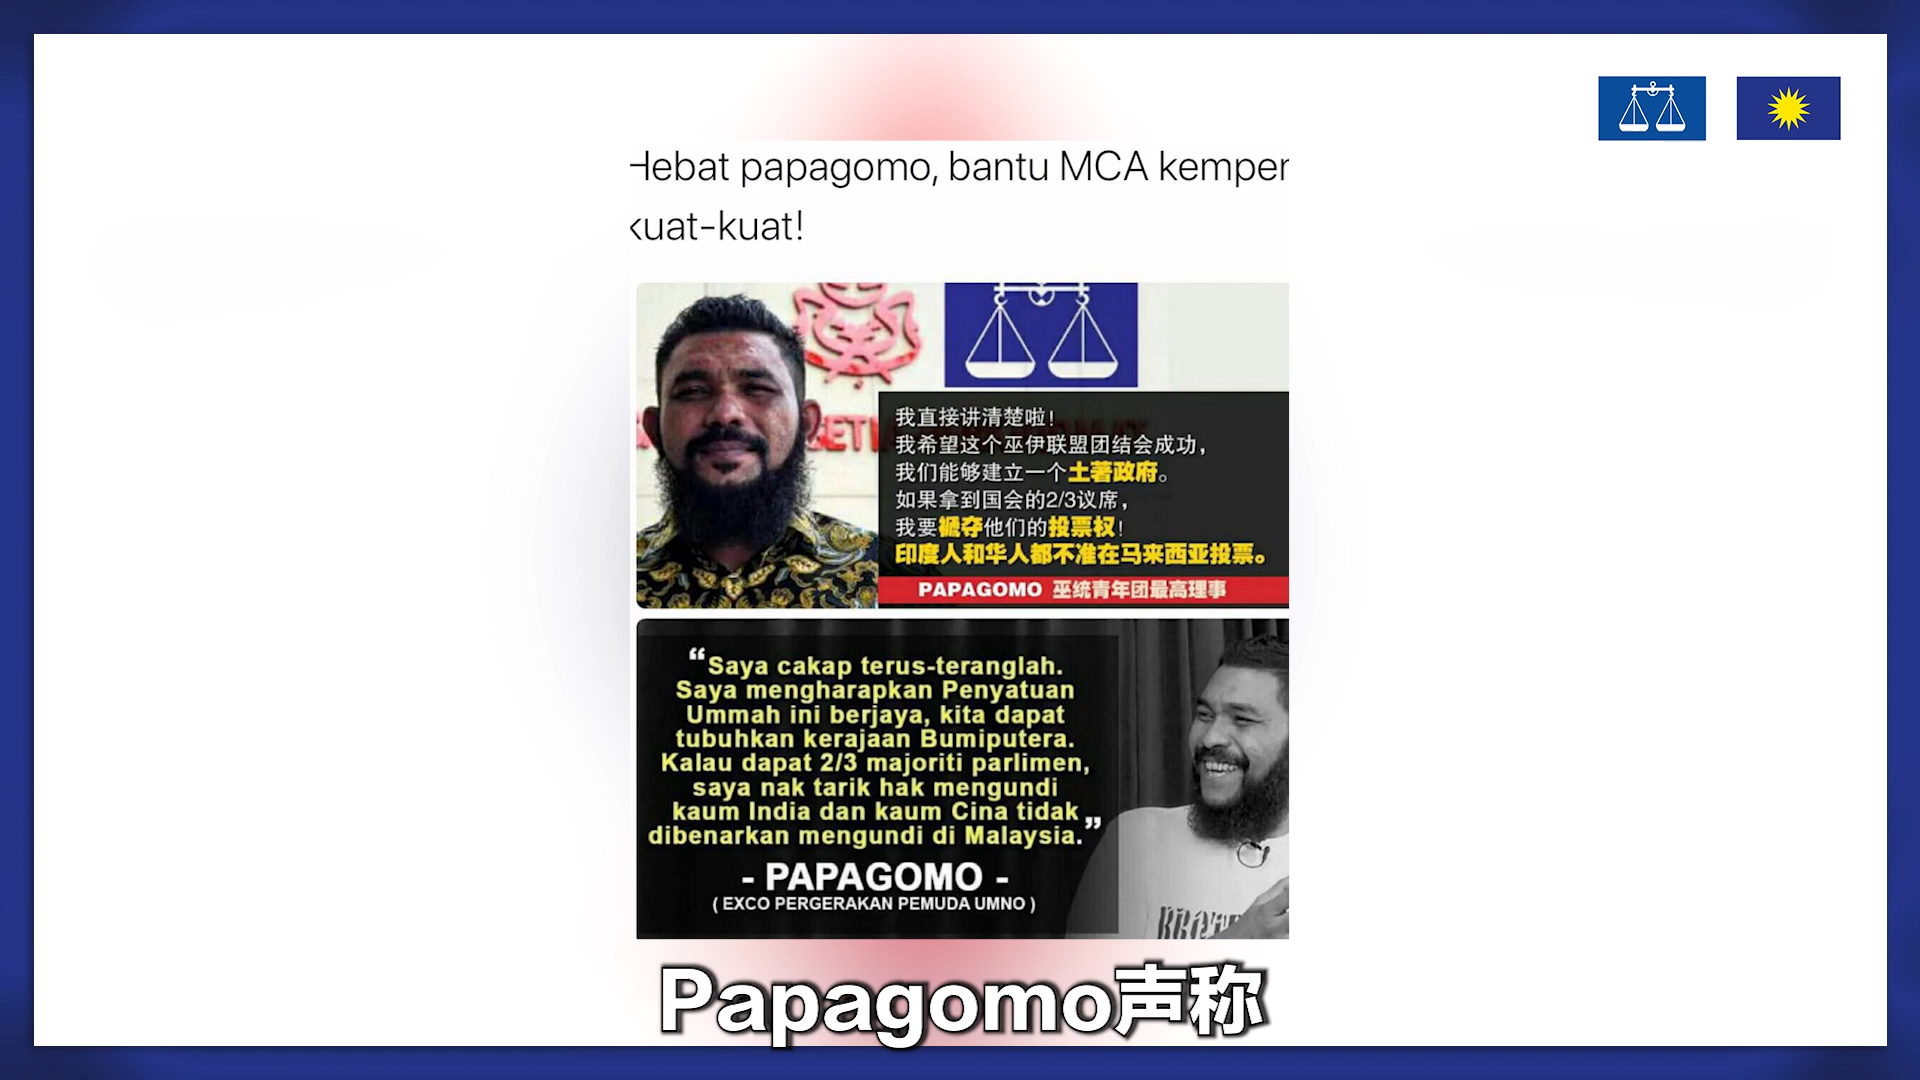 Hebat papagomo, bantu MCA kempen
kuat-kuat!
我直接讲清楚啦!
我希望这个巫伊联盟团结会成功,
我们能够建立一个土著政府。
如果拿到国会的2/3议席,
我要褫夺他们的投票权!
印度人和华人都不准在马来西亚投票。
PAPAGOMO 巫统青年团最高理事
“Saya cakap terus-teranglah.
Saya mengharapkan Penyatuan
Ummah ini berjaya, kita dapat
tubuhkan kerajaan Bumiputera.
Kalau dapat 2/3 majoriti parlimen,
saya nak tarik hak mengundi
kaum India dan kaum Cina tidak
dibenarkan mengundi di Malaysia.”
- PAPAGOMO -
( EXCO PERGERAKAN PEMUDA UMNO )
Papagomo声称